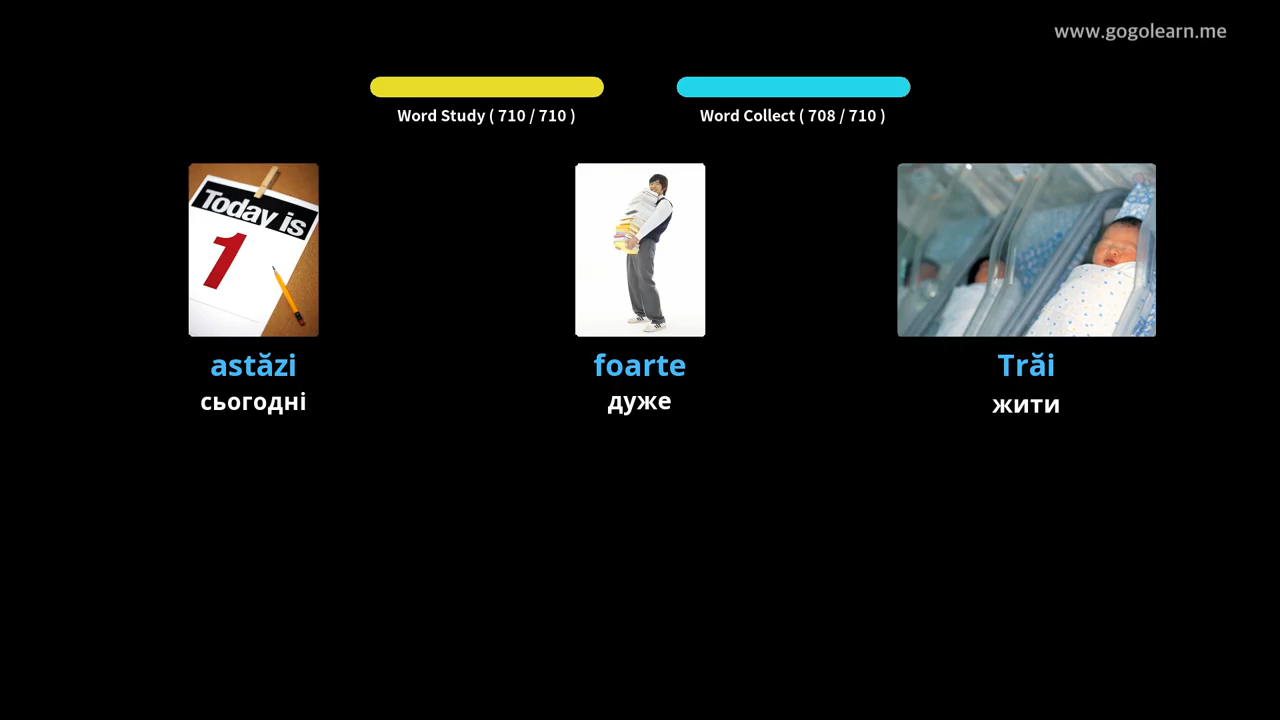 www.gogolearn.me
Word Study ( 710 / 710 )
Word Collect ( 708 / 710 )
Today is
1
astăzi
foarte
Trăi
сьогодні
дуже
жити